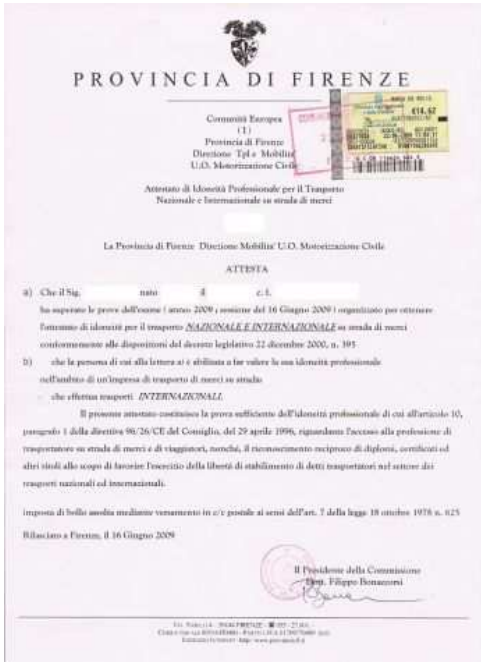 PROVINCIA DI FIRENZE
MARCA DA BOLLO
€14,62
Comunità Europea
( I )
Provincia di Firenze
Direzione Tpl e Mobilita'
U.O. Motorizzazione Civile
Attestato di Idoneità Professionale per il Trasporto
Nazionale e Internazionale su strada di merci
La Provincia di Firenze Direzione Mobilita' U.O. Motorizzazione Civile
ATTESTA
a) Che il Sig. nato il c. f.
ha superato le prove dell'esame ( anno: 2009 ; sessione del 16 Giugno 2009 ) organizzato per ottenere
l'attestato di idoneità per il trasporto NAZIONALE E INTERNAZIONALE su strada di merci
conformemente alle disposizioni del decreto legislativo 22 dicembre 2000, n. 395
b) che la persona di cui alla lettera a) è abilitata a far valere la sua idoneità professionale
nell'ambito di un'impresa di trasporto di merci su strada:
- che effettua trasporti INTERNAZIONALI.
Il presente attestato costituisce la prova sufficiente dell'idoneità professionale di cui all'articolo 10,
paragrafo 1 della direttiva 96/26/CE del Consiglio, del 29 aprile 1996, riguardante l'accesso alla professione di
trasportatore su strada di merci e di viaggiatori, nonché, il riconoscimento reciproco di diplomi, certificati ed
altri titoli allo scopo di favorire l'esercizio della libertà di stabilimento di detti trasportatori nel settore dei
trasporti nazionali ed internazionali.
imposta di bollo assolta mediante versamento in c/c postale ai sensi dell'art. 7 della legge 18 ottobre 1978 n. 625
Rilasciato a Firenze, il 16 Giugno 2009
Il Presidente della Commissione
Dott. Filippo Bonaccorsi